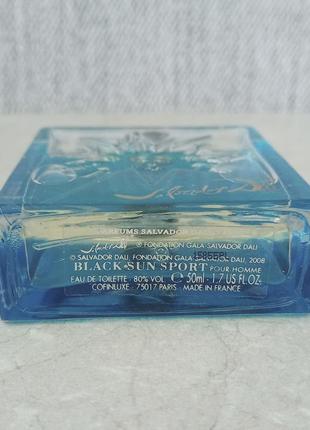 PARFUMS SALVADOR DALI
® FONDATION GALA SALVADOR DALI
© SALVADOR DALI, FONDATION GALA SALVADOR DALI, 2008
BLACK SUN SPORT POUR HOMME
EAU DE TOILETTE · 80% VOL. ℮ 50ml - 1.7 US FL.OZ.
COFINLUXE · 75017 PARIS · MADE IN FRANCE